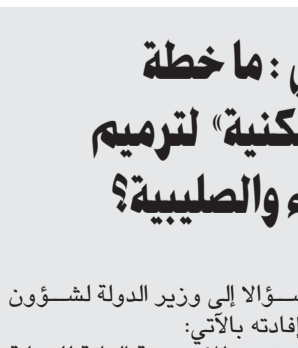 : ما خطة
كنية» لترميم
والصليبية؟
سؤالا إلى وزير الدولة لشؤون
إفادته بالآتي: